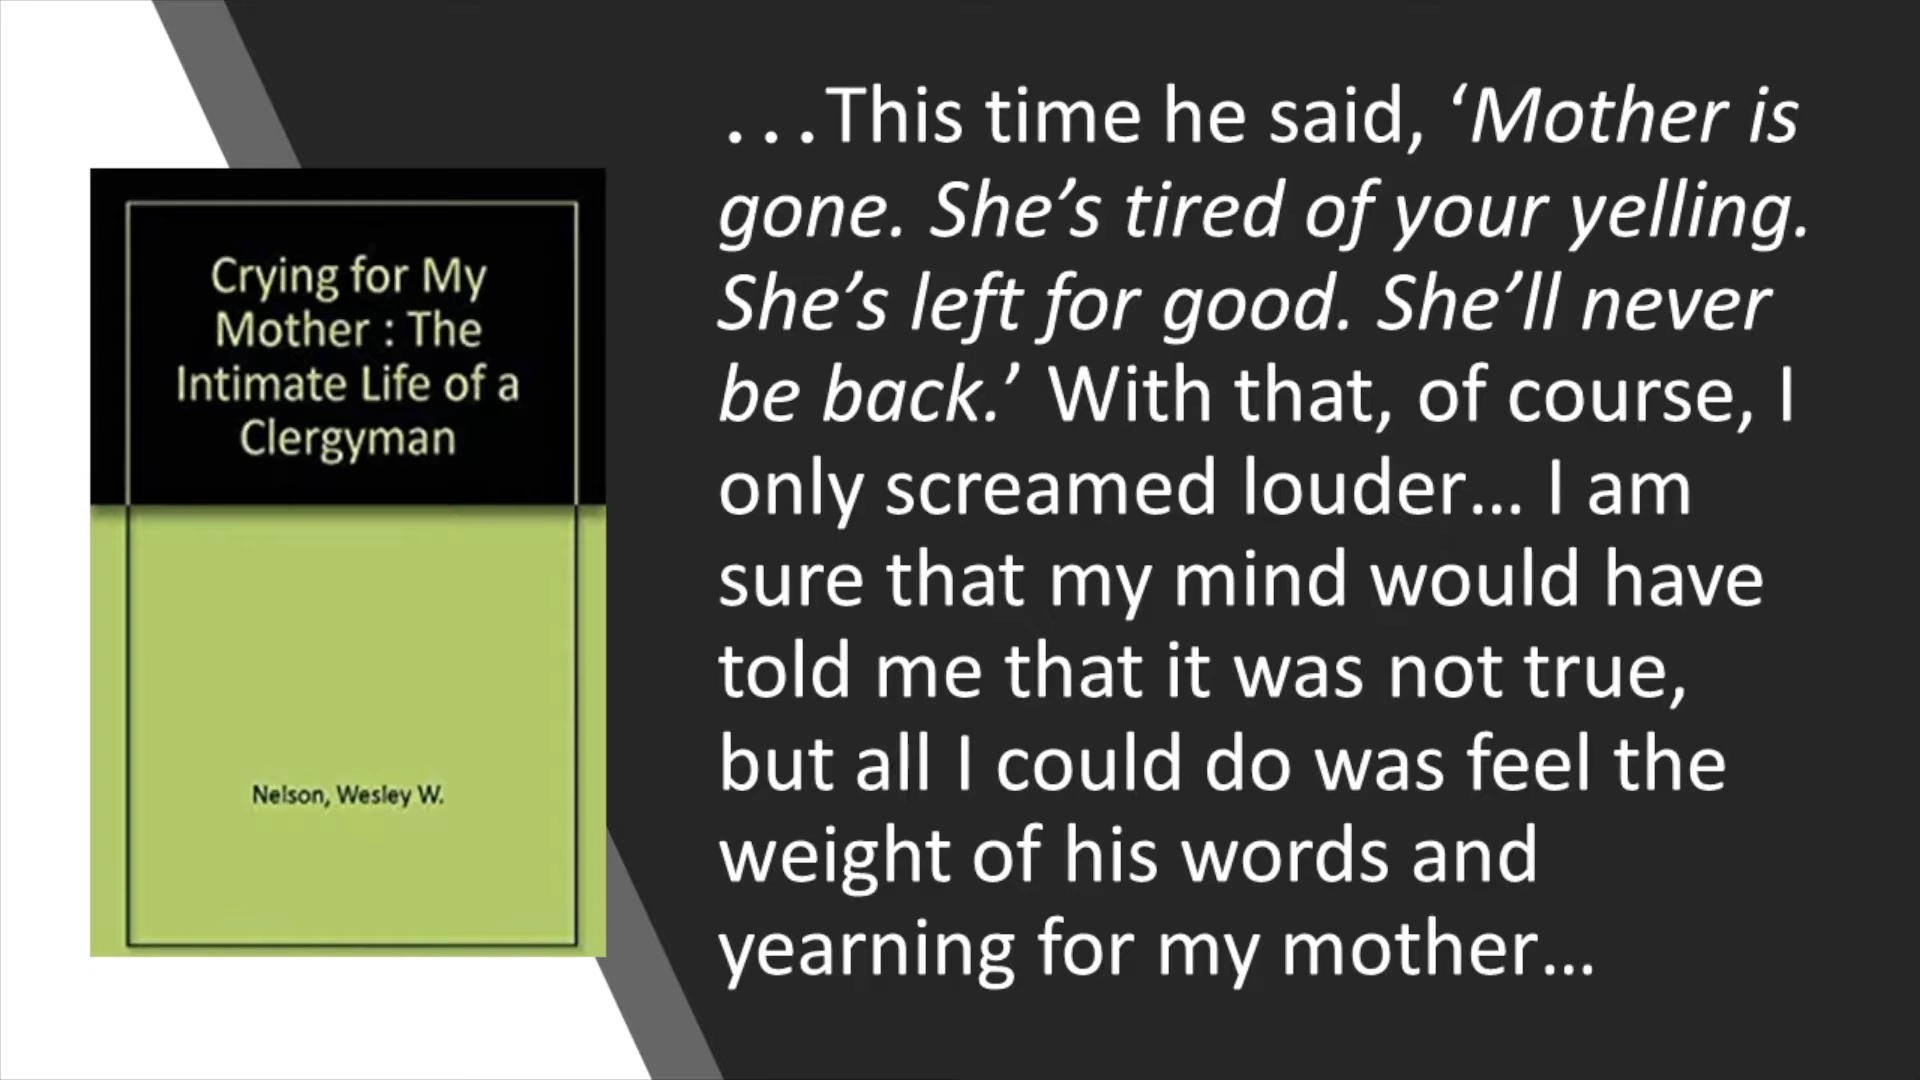 Crying for My
Mother : The
Intimate Life of a
Clergyman
Nelson, Wesley W.
...This time he said, ‘Mother is
gone. She’s tired of your yelling.
She’s left for good. She’ll never
be back.’ With that, of course, I
only screamed louder... I am
sure that my mind would have
told me that it was not true,
but all I could do was feel the
weight of his words and
yearning for my mother...